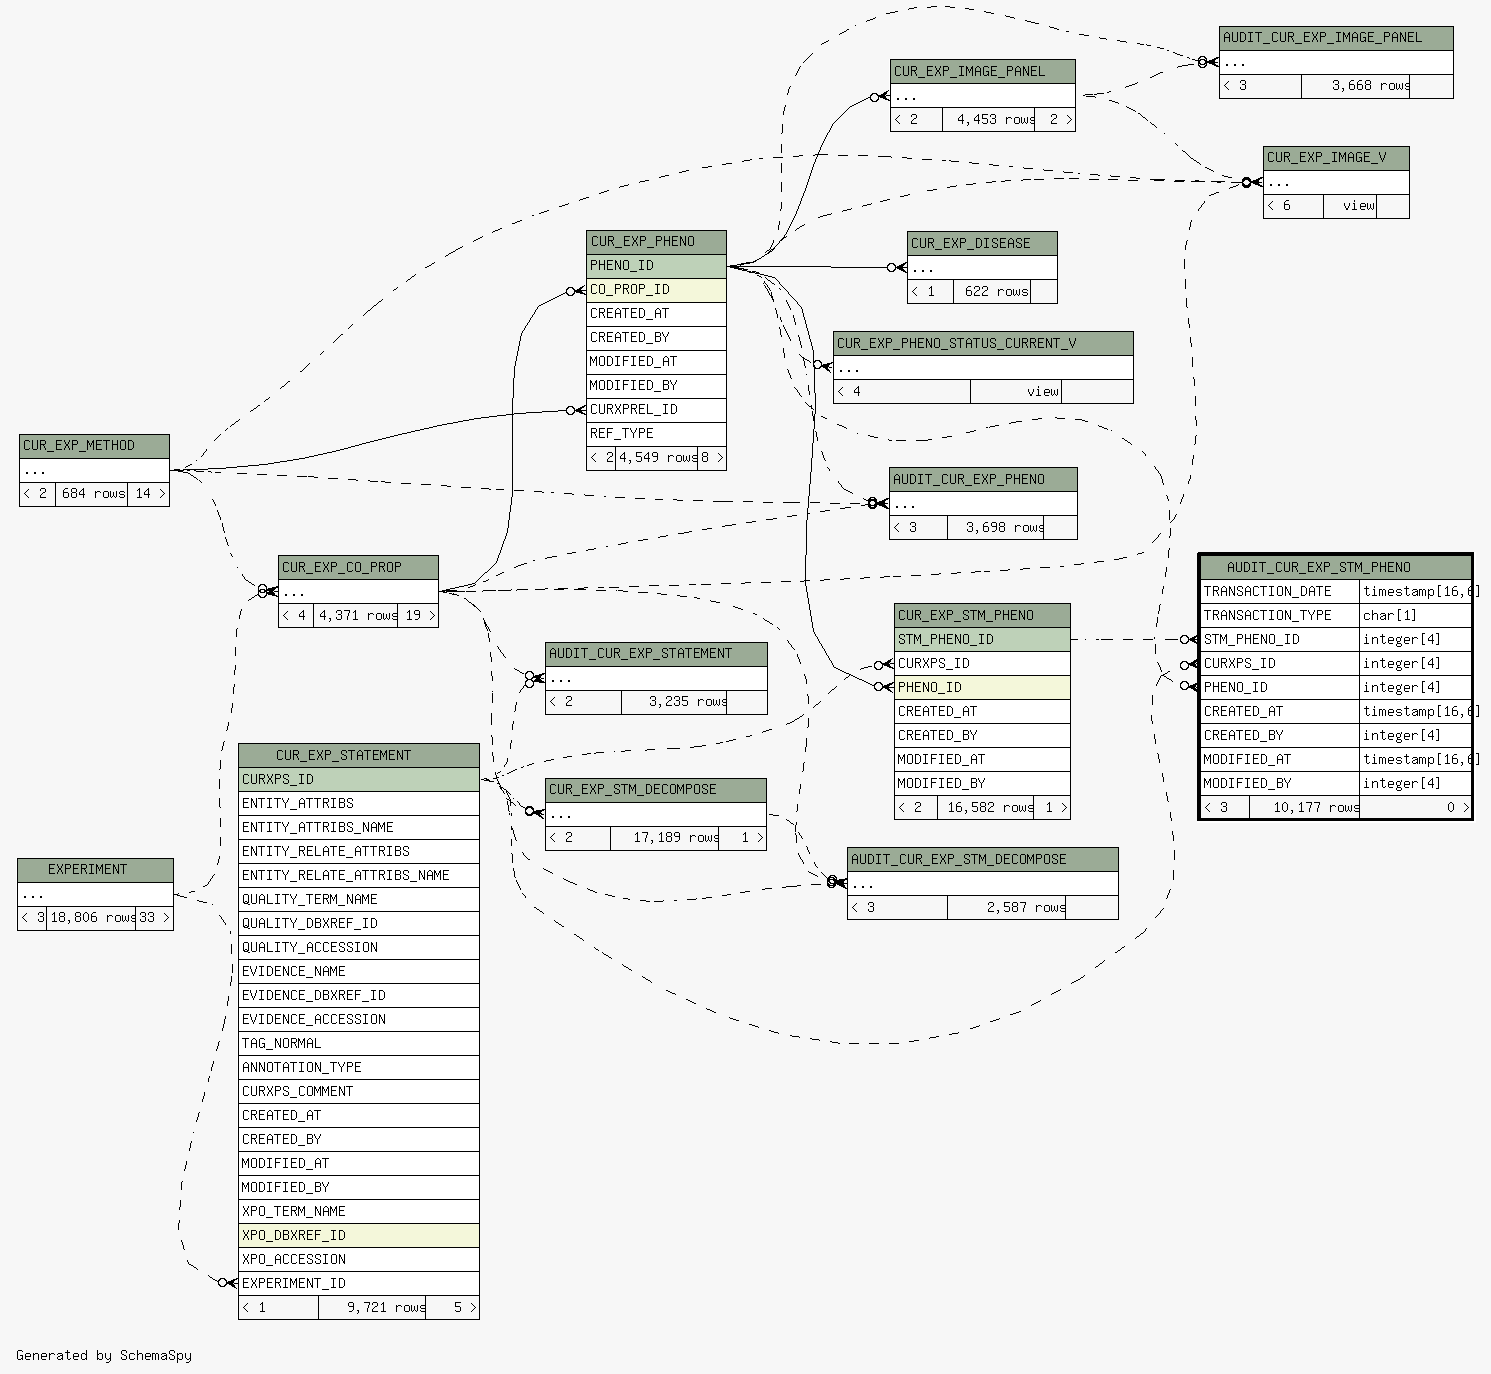 AUDIT_CUR_EXP_IMAGE_PANEL
...
< 3 3,668 rows
CUR_EXP_IMAGE_PANEL
...
< 2 4,453 rows 2 >
CUR_EXP_IMAGE_V
...
< 6 view
CUR_EXP_PHENO
PHENO_ID
CO_PROP_ID
CREATED_AT
CREATED_BY
MODIFIED_AT
MODIFIED_BY
CURXPREL_ID
REF_TYPE
< 2 4,549 rows 8 >
CUR_EXP_DISEASE
...
< 1 622 rows
CUR_EXP_PHENO_STATUS_CURRENT_V
...
< 4 view
CUR_EXP_METHOD
...
< 2 684 rows 14 >
AUDIT_CUR_EXP_PHENO
...
< 3 3,698 rows
CUR_EXP_CO_PROP
...
< 4 4,371 rows 19 >
AUDIT_CUR_EXP_STM_PHENO
TRANSACTION_DATE timestamp[16,6]
TRANSACTION_TYPE char[1]
STM_PHENO_ID integer[4]
CURXPS_ID integer[4]
PHENO_ID integer[4]
CREATED_AT timestamp[16,6]
CREATED_BY integer[4]
MODIFIED_AT timestamp[16,6]
MODIFIED_BY integer[4]
< 3 10,177 rows 0 >
CUR_EXP_STM_PHENO
STM_PHENO_ID
CURXPS_ID
PHENO_ID
CREATED_AT
CREATED_BY
MODIFIED_AT
MODIFIED_BY
< 2 16,582 rows 1 >
AUDIT_CUR_EXP_STATEMENT
...
< 2 3,235 rows
CUR_EXP_STATEMENT
CURXPS_ID
ENTITY_ATTRIBS
ENTITY_ATTRIBS_NAME
ENTITY_RELATE_ATTRIBS
ENTITY_RELATE_ATTRIBS_NAME
QUALITY_TERM_NAME
QUALITY_DBXREF_ID
QUALITY_ACCESSION
EVIDENCE_NAME
EVIDENCE_DBXREF_ID
EVIDENCE_ACCESSION
TAG_NORMAL
ANNOTATION_TYPE
CURXPS_COMMENT
CREATED_AT
CREATED_BY
MODIFIED_AT
MODIFIED_BY
XPO_TERM_NAME
XPO_DBXREF_ID
XPO_ACCESSION
EXPERIMENT_ID
< 1 9,721 rows 5 >
CUR_EXP_STM_DECOMPOSE
...
< 2 17,189 rows 1 >
AUDIT_CUR_EXP_STM_DECOMPOSE
...
< 3 2,587 rows
EXPERIMENT
...
< 3 18,806 rows 33 >
Generated by SchemaSpy